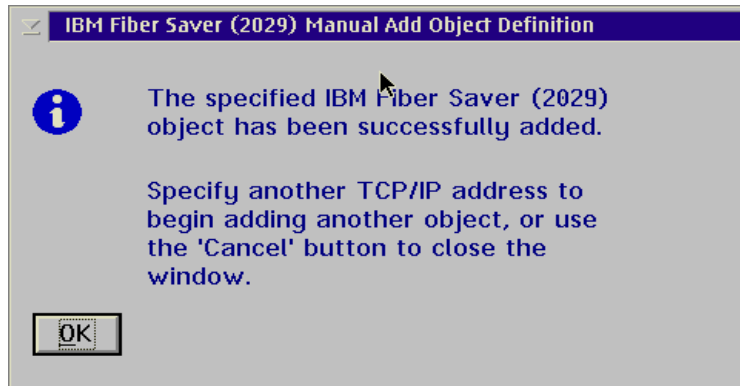 IBM Fiber Saver (2029) Manual Add Object Definition
The specified IBM Fiber Saver (2029)
object has been successfully added.
Specify another TCP/IP address to
begin adding another object, or use
the 'Cancel' button to close the
window.
OK